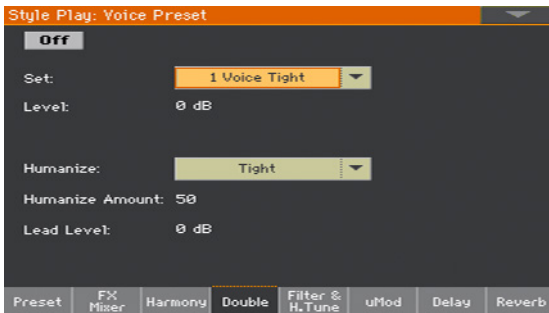 Style Play: Voice Preset
Off
Set: 1 Voice Tight
Level: 0 dB
Humanize: Tight
Humanize Amount: 50
Lead Level: 0 dB
Preset FX Mixer Harmony Double Filter & H.Tune uMod Delay Reverb